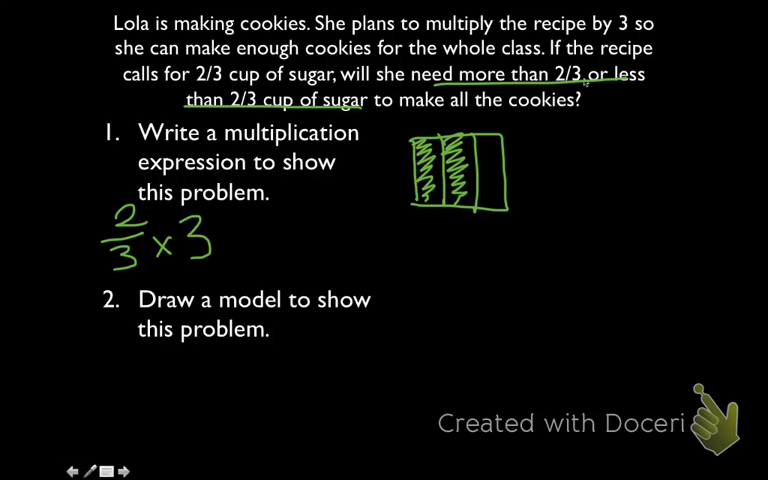 Lola is making cookies. She plans to multiply the recipe by 3 so
she can make enough cookies for the whole class. If the recipe
calls for 2/3 cup of sugar, will she need more than 2/3, or less
than 2/3 cup of sugar to make all the cookies?
1. Write a multiplication
expression to show
this problem.
2/3 × 3
2. Draw a model to show
this problem.
Created with Doceri